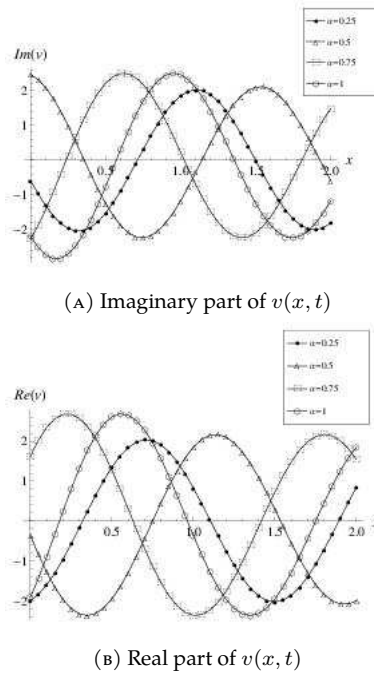 α=0.25
α=0.5
α=0.75
α=1
Im(v)
2
1
-1
-2
0.5
1.0
1.5
2.0
x
(A) Imaginary part of v(x, t)
α=0.25
α=0.5
α=0.75
α=1
Re(v)
2
1
-1
-2
0.5
1.0
1.5
2.0
(B) Real part of v(x, t)